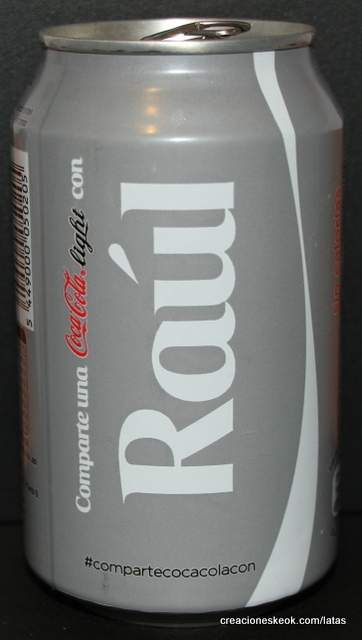 Comparte una Coca-Cola light con
Raúl
#compartecocacolacon
creacioneskeok.com/latas